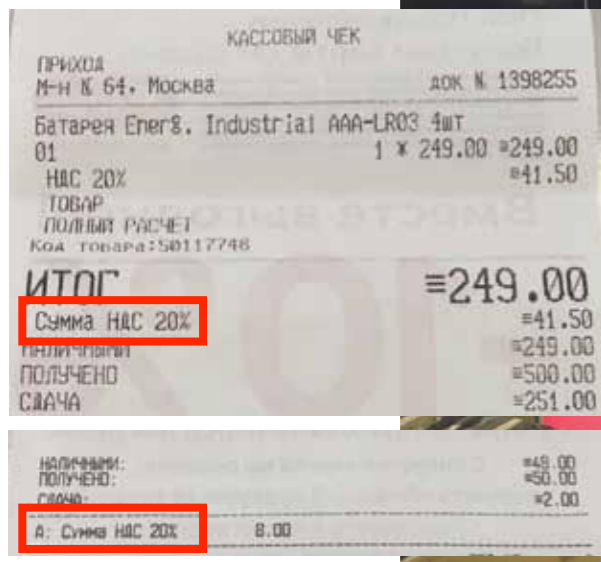 КАССОВЫЙ ЧЕК
ПРИХОД
М-н № 64. Москва док № 1398255
Батарея Energ. Industrial AAA-LR03 4шт
01 1 * 249.00 ≡249.00
НДС 20% ≡41.50
ТОВАР
ПОЛНЫЙ РАСЧЕТ
Код товара:50117746
ИТОГ ≡249.00
Сумма НДС 20% ≡41.50
НАЛИЧНЫМИ ≡249.00
ПОЛУЧЕНО ≡500.00
СДАЧА ≡251.00
НАЛИЧНЫМИ: ≡48.00
ПОЛУЧЕНО: ≡50.00
СДАЧА: ≡2.00
А: Сумма НДС 20% 8.00